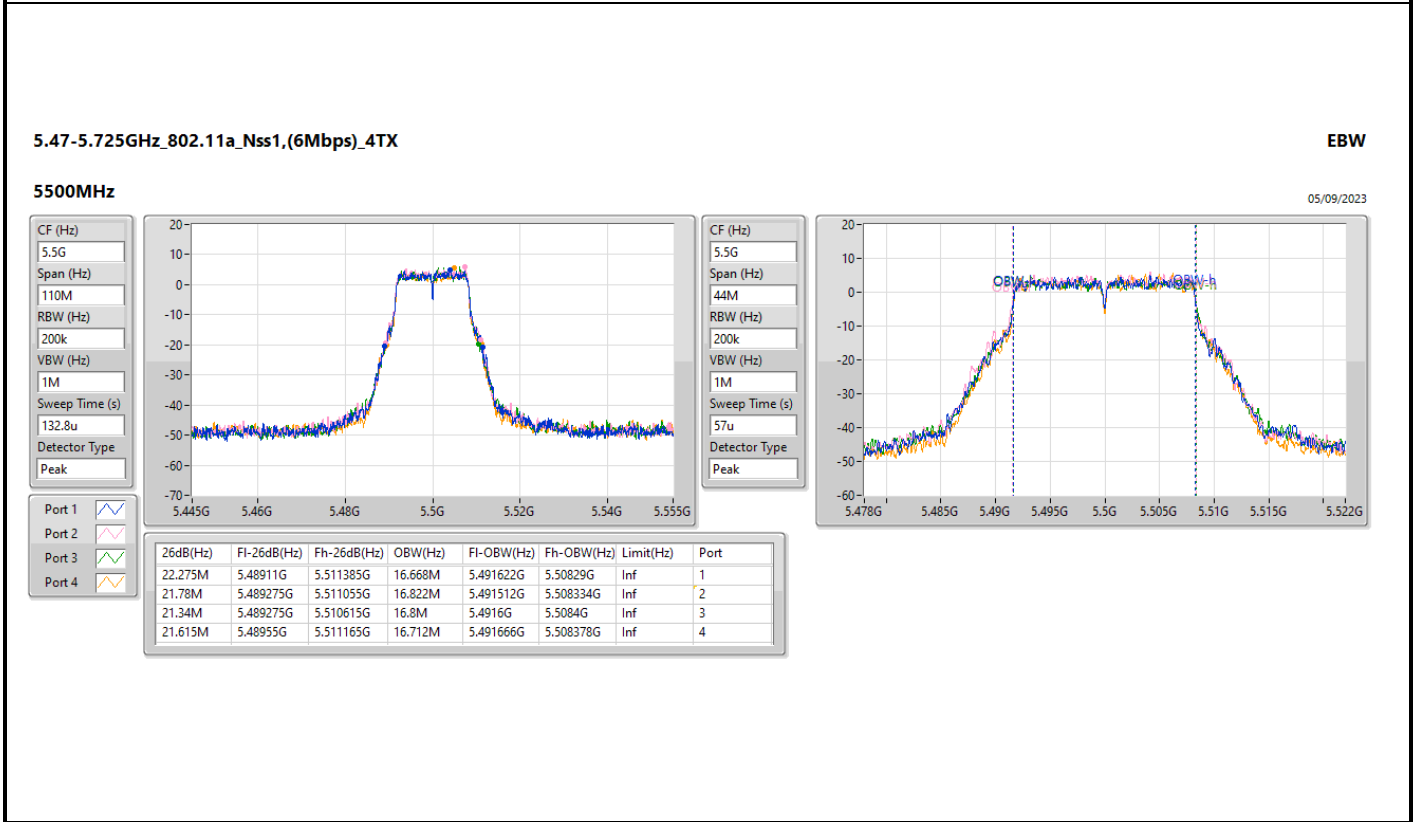 5.47-5.725GHz_802.11a_Nss1,(6Mbps)_4TX EBW
5500MHz 05/09/2023
CF (Hz)
5.5G
Span (Hz)
110M
RBW (Hz)
200k
VBW (Hz)
1M
Sweep Time (s)
132.8u
Detector Type
Peak
Port 1
Port 2
Port 3
Port 4
20
10
0
-10
-20
-30
-40
-50
-60
-70
5.445G 5.46G 5.48G 5.5G 5.52G 5.54G 5.555G
CF (Hz)
5.5G
Span (Hz)
44M
RBW (Hz)
200k
VBW (Hz)
1M
Sweep Time (s)
57u
Detector Type
Peak
20
10
0
-10
-20
-30
-40
-50
-60
OBW-h
5.478G 5.485G 5.49G 5.495G 5.5G 5.505G 5.51G 5.515G 5.522G
26dB(Hz) Fl-26dB(Hz) Fh-26dB(Hz) OBW(Hz) Fl-OBW(Hz) Fh-OBW(Hz) Limit(Hz) Port
22.275M 5.48911G 5.511385G 16.668M 5.491622G 5.50829G Inf 1
21.78M 5.489275G 5.511055G 16.822M 5.491512G 5.508334G Inf 2
21.34M 5.489275G 5.510615G 16.8M 5.4916G 5.5084G Inf 3
21.615M 5.48955G 5.511165G 16.712M 5.491666G 5.508378G Inf 4